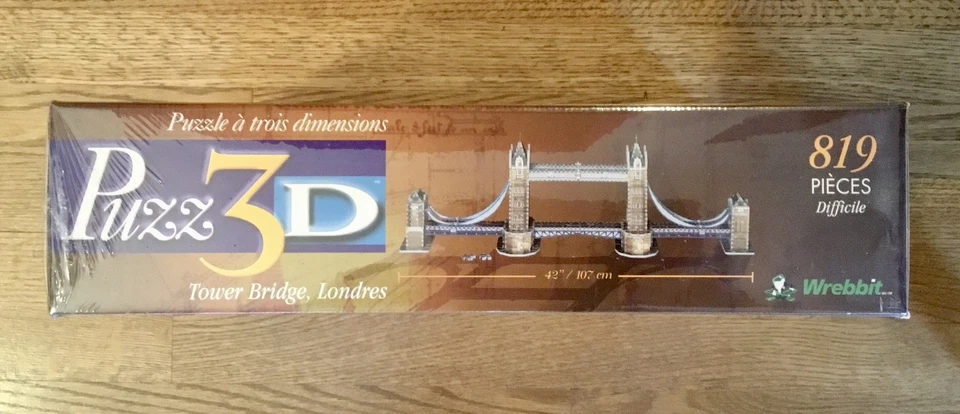 Puzzle à trois dimensions
Puzz3D
Tower Bridge, Londres
42" / 107 cm
819
PIÈCES
Difficile
Wrebbit